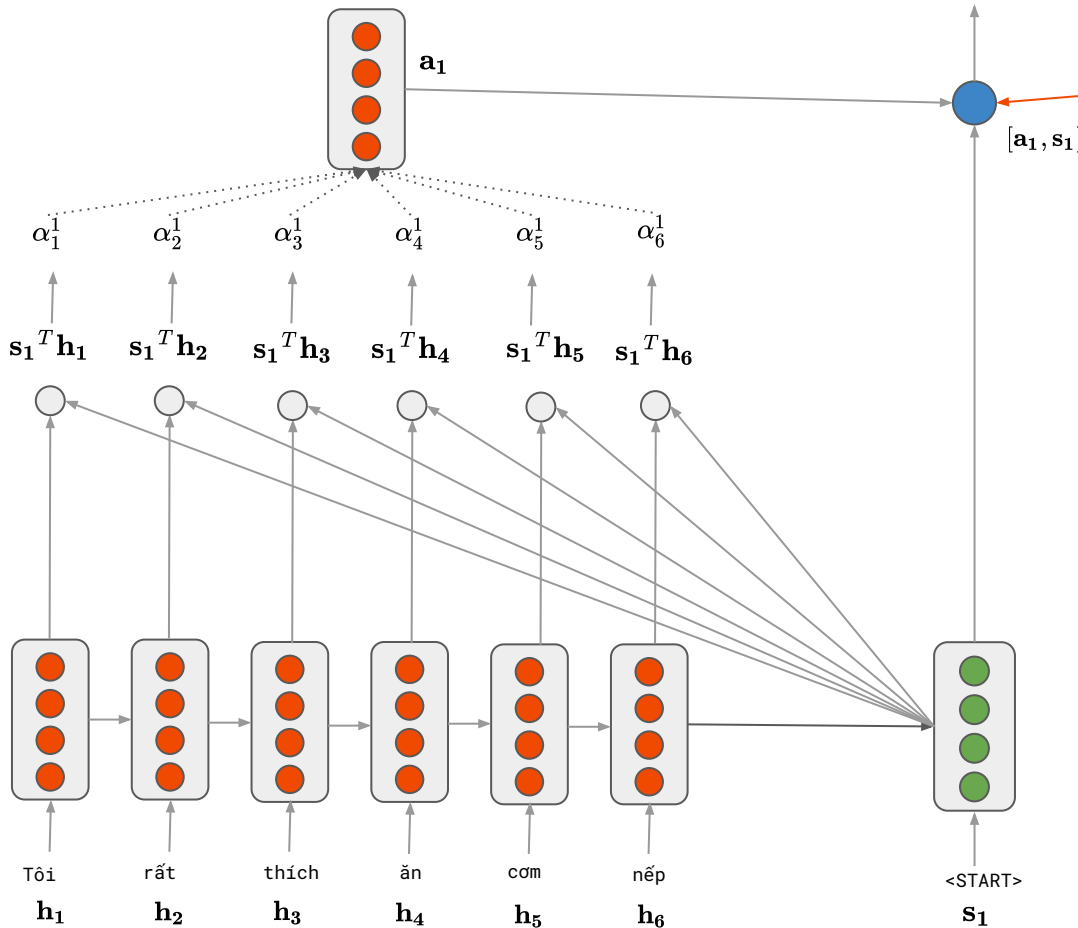 a₁
[a₁, s₁]
α₁¹ α₂¹ α₃¹ α₄¹ α₅¹ α₆¹
s₁ᵀh₁ s₁ᵀh₂ s₁ᵀh₃ s₁ᵀh₄ s₁ᵀh₅ s₁ᵀh₆
Tôi rất thích ăn cơm nếp <START>
h₁ h₂ h₃ h₄ h₅ h₆ s₁